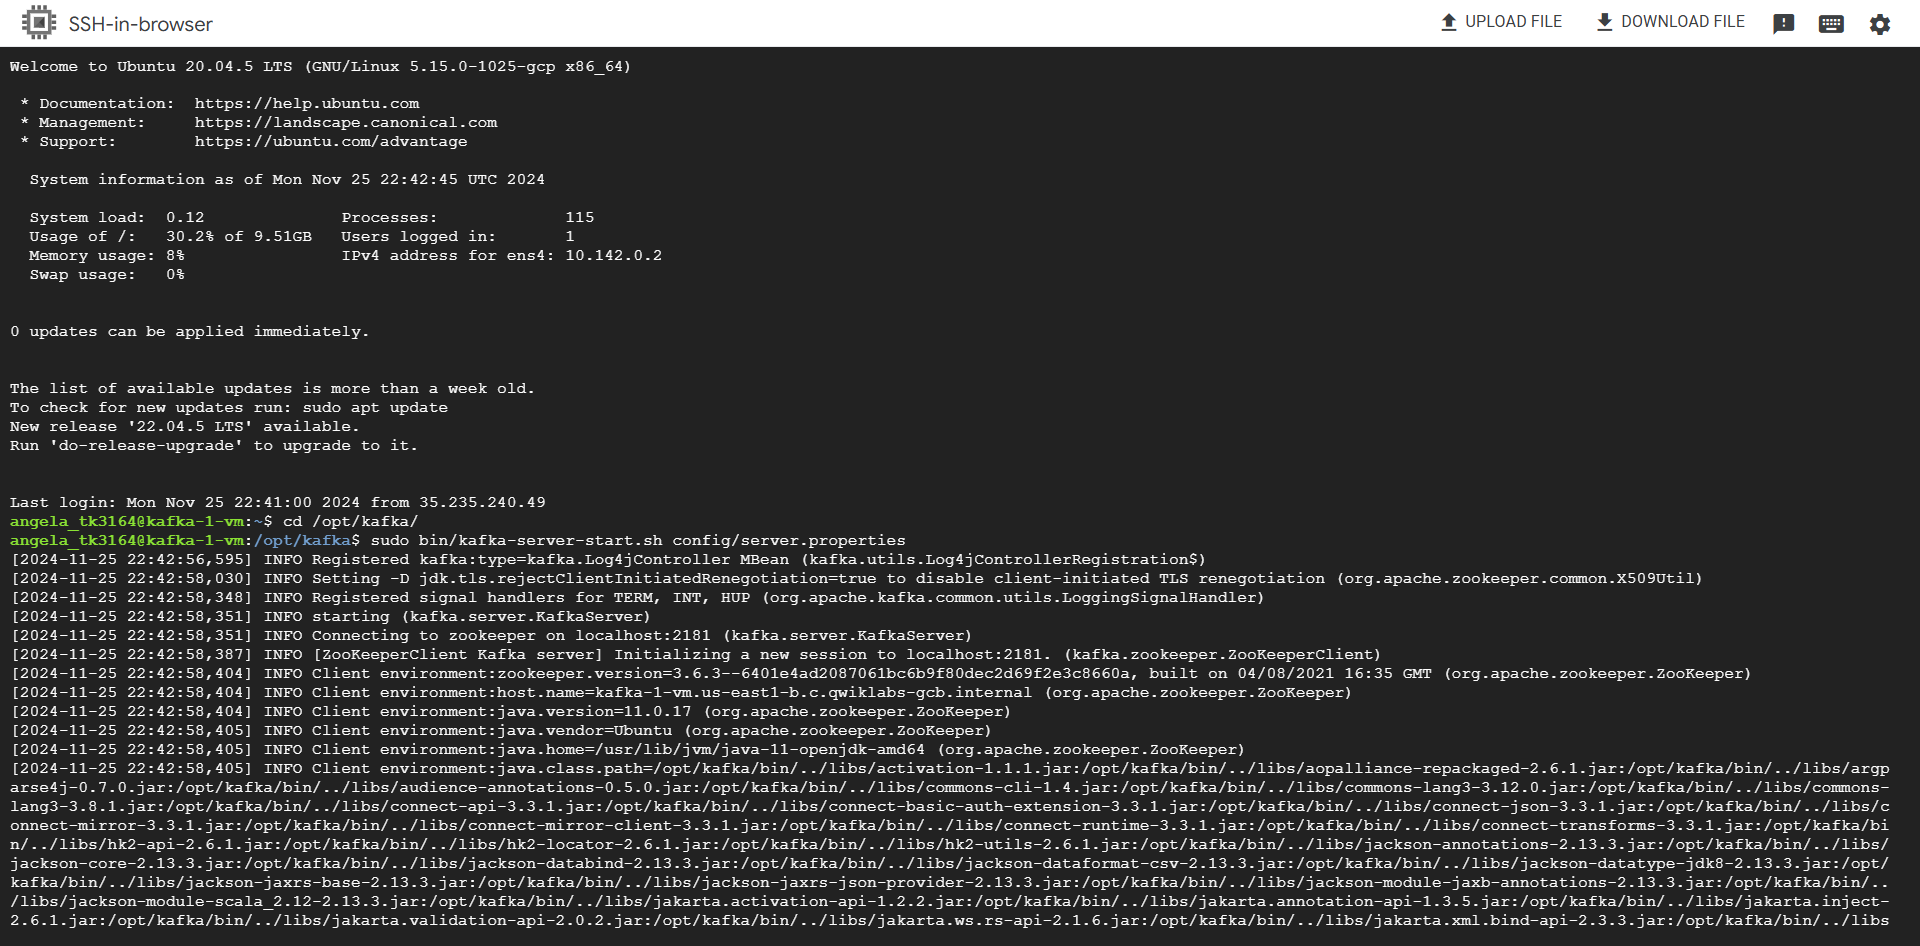 SSH-in-browser
UPLOAD FILE
DOWNLOAD FILE
Welcome to Ubuntu 20.04.5 LTS (GNU/Linux 5.15.0-1025-gcp x86_64)
* Documentation:  https://help.ubuntu.com
* Management:     https://landscape.canonical.com
* Support:        https://ubuntu.com/advantage
System information as of Mon Nov 25 22:42:45 UTC 2024
System load:  0.12              Processes:             115
Usage of /:   30.2% of 9.51GB   Users logged in:       1
Memory usage: 8%                IPv4 address for ens4: 10.142.0.2
Swap usage:   0%
0 updates can be applied immediately.
The list of available updates is more than a week old.
To check for new updates run: sudo apt update
New release '22.04.5 LTS' available.
Run 'do-release-upgrade' to upgrade to it.
Last login: Mon Nov 25 22:41:00 2024 from 35.235.240.49
angela_tk3164@kafka-1-vm:~$ cd /opt/kafka/
angela_tk3164@kafka-1-vm:/opt/kafka$ sudo bin/kafka-server-start.sh config/server.properties
[2024-11-25 22:42:56,595] INFO Registered kafka:type=kafka.Log4jController MBean (kafka.utils.Log4jControllerRegistration$)
[2024-11-25 22:42:58,030] INFO Setting -D jdk.tls.rejectClientInitiatedRenegotiation=true to disable client-initiated TLS renegotiation (org.apache.zookeeper.common.X509Util)
[2024-11-25 22:42:58,348] INFO Registered signal handlers for TERM, INT, HUP (org.apache.kafka.common.utils.LoggingSignalHandler)
[2024-11-25 22:42:58,351] INFO starting (kafka.server.KafkaServer)
[2024-11-25 22:42:58,351] INFO Connecting to zookeeper on localhost:2181 (kafka.server.KafkaServer)
[2024-11-25 22:42:58,387] INFO [ZooKeeperClient Kafka server] Initializing a new session to localhost:2181. (kafka.zookeeper.ZooKeeperClient)
[2024-11-25 22:42:58,404] INFO Client environment:zookeeper.version=3.6.3--6401e4ad2087061bc6b9f80dec2d69f2e3c8660a, built on 04/08/2021 16:35 GMT (org.apache.zookeeper.ZooKeeper)
[2024-11-25 22:42:58,404] INFO Client environment:host.name=kafka-1-vm.us-east1-b.c.qwiklabs-gcb.internal (org.apache.zookeeper.ZooKeeper)
[2024-11-25 22:42:58,404] INFO Client environment:java.version=11.0.17 (org.apache.zookeeper.ZooKeeper)
[2024-11-25 22:42:58,405] INFO Client environment:java.vendor=Ubuntu (org.apache.zookeeper.ZooKeeper)
[2024-11-25 22:42:58,405] INFO Client environment:java.home=/usr/lib/jvm/java-11-openjdk-amd64 (org.apache.zookeeper.ZooKeeper)
[2024-11-25 22:42:58,405] INFO Client environment:java.class.path=/opt/kafka/bin/../libs/activation-1.1.1.jar:/opt/kafka/bin/../libs/aopalliance-repackaged-2.6.1.jar:/opt/kafka/bin/../libs/argp
arse4j-0.7.0.jar:/opt/kafka/bin/../libs/audience-annotations-0.5.0.jar:/opt/kafka/bin/../libs/commons-cli-1.4.jar:/opt/kafka/bin/../libs/commons-lang3-3.12.0.jar:/opt/kafka/bin/../libs/commons-
lang3-3.8.1.jar:/opt/kafka/bin/../libs/connect-api-3.3.1.jar:/opt/kafka/bin/../libs/connect-basic-auth-extension-3.3.1.jar:/opt/kafka/bin/../libs/connect-json-3.3.1.jar:/opt/kafka/bin/../libs/c
onnect-mirror-3.3.1.jar:/opt/kafka/bin/../libs/connect-mirror-client-3.3.1.jar:/opt/kafka/bin/../libs/connect-runtime-3.3.1.jar:/opt/kafka/bin/../libs/connect-transforms-3.3.1.jar:/opt/kafka/bi
n/../libs/hk2-api-2.6.1.jar:/opt/kafka/bin/../libs/hk2-locator-2.6.1.jar:/opt/kafka/bin/../libs/hk2-utils-2.6.1.jar:/opt/kafka/bin/../libs/jackson-annotations-2.13.3.jar:/opt/kafka/bin/../libs/
jackson-core-2.13.3.jar:/opt/kafka/bin/../libs/jackson-databind-2.13.3.jar:/opt/kafka/bin/../libs/jackson-dataformat-csv-2.13.3.jar:/opt/kafka/bin/../libs/jackson-datatype-jdk8-2.13.3.jar:/opt/
kafka/bin/../libs/jackson-jaxrs-base-2.13.3.jar:/opt/kafka/bin/../libs/jackson-jaxrs-json-provider-2.13.3.jar:/opt/kafka/bin/../libs/jackson-module-jaxb-annotations-2.13.3.jar:/opt/kafka/bin/..
/libs/jackson-module-scala_2.12-2.13.3.jar:/opt/kafka/bin/../libs/jakarta.activation-api-1.2.2.jar:/opt/kafka/bin/../libs/jakarta.annotation-api-1.3.5.jar:/opt/kafka/bin/../libs/jakarta.inject-
2.6.1.jar:/opt/kafka/bin/../libs/jakarta.validation-api-2.0.2.jar:/opt/kafka/bin/../libs/jakarta.ws.rs-api-2.1.6.jar:/opt/kafka/bin/../libs/jakarta.xml.bind-api-2.3.3.jar:/opt/kafka/bin/../libs